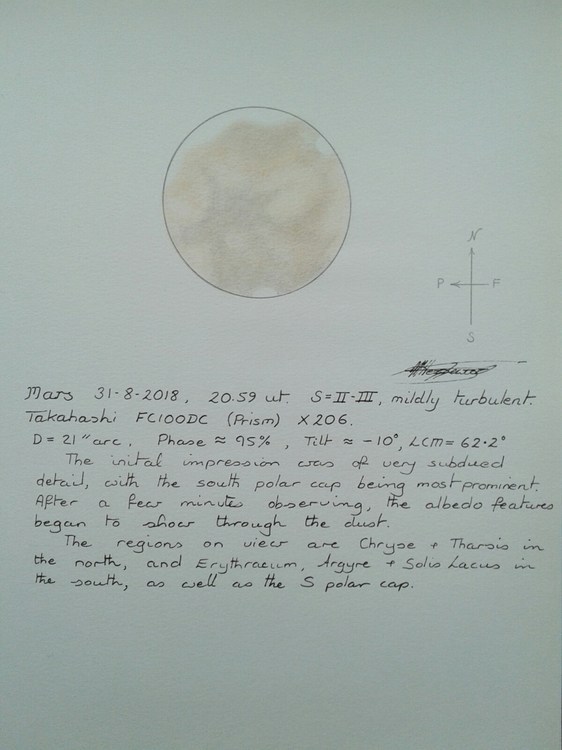 N
P F
S
Mars 31-8-2018, 20.59 ut. S=II-III, mildly turbulent.
Takahashi FC100DC (Prism) X206.
D = 21" arc, Phase ≈ 95%, Tilt ≈ -10°, LCM= 62.2°
The inital impression was of very subdued
detail, with the south polar cap being most prominent.
After a few minutes observing, the albedo features
began to show through the dust.
The regions on view are Chryse + Tharsis in
the north, and Erythraeum, Argyre + Solis Lacus in
the south, as well as the S polar cap.